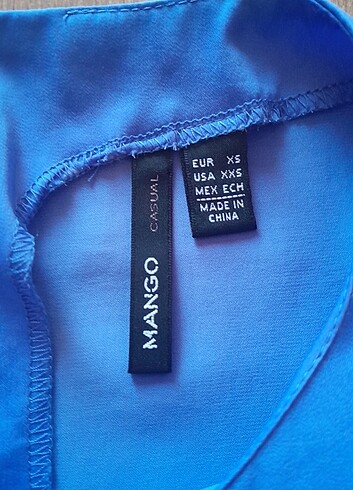 MANGO CASUAL
EUR XS
USA XXS
MEX ECH
MADE IN
CHINA